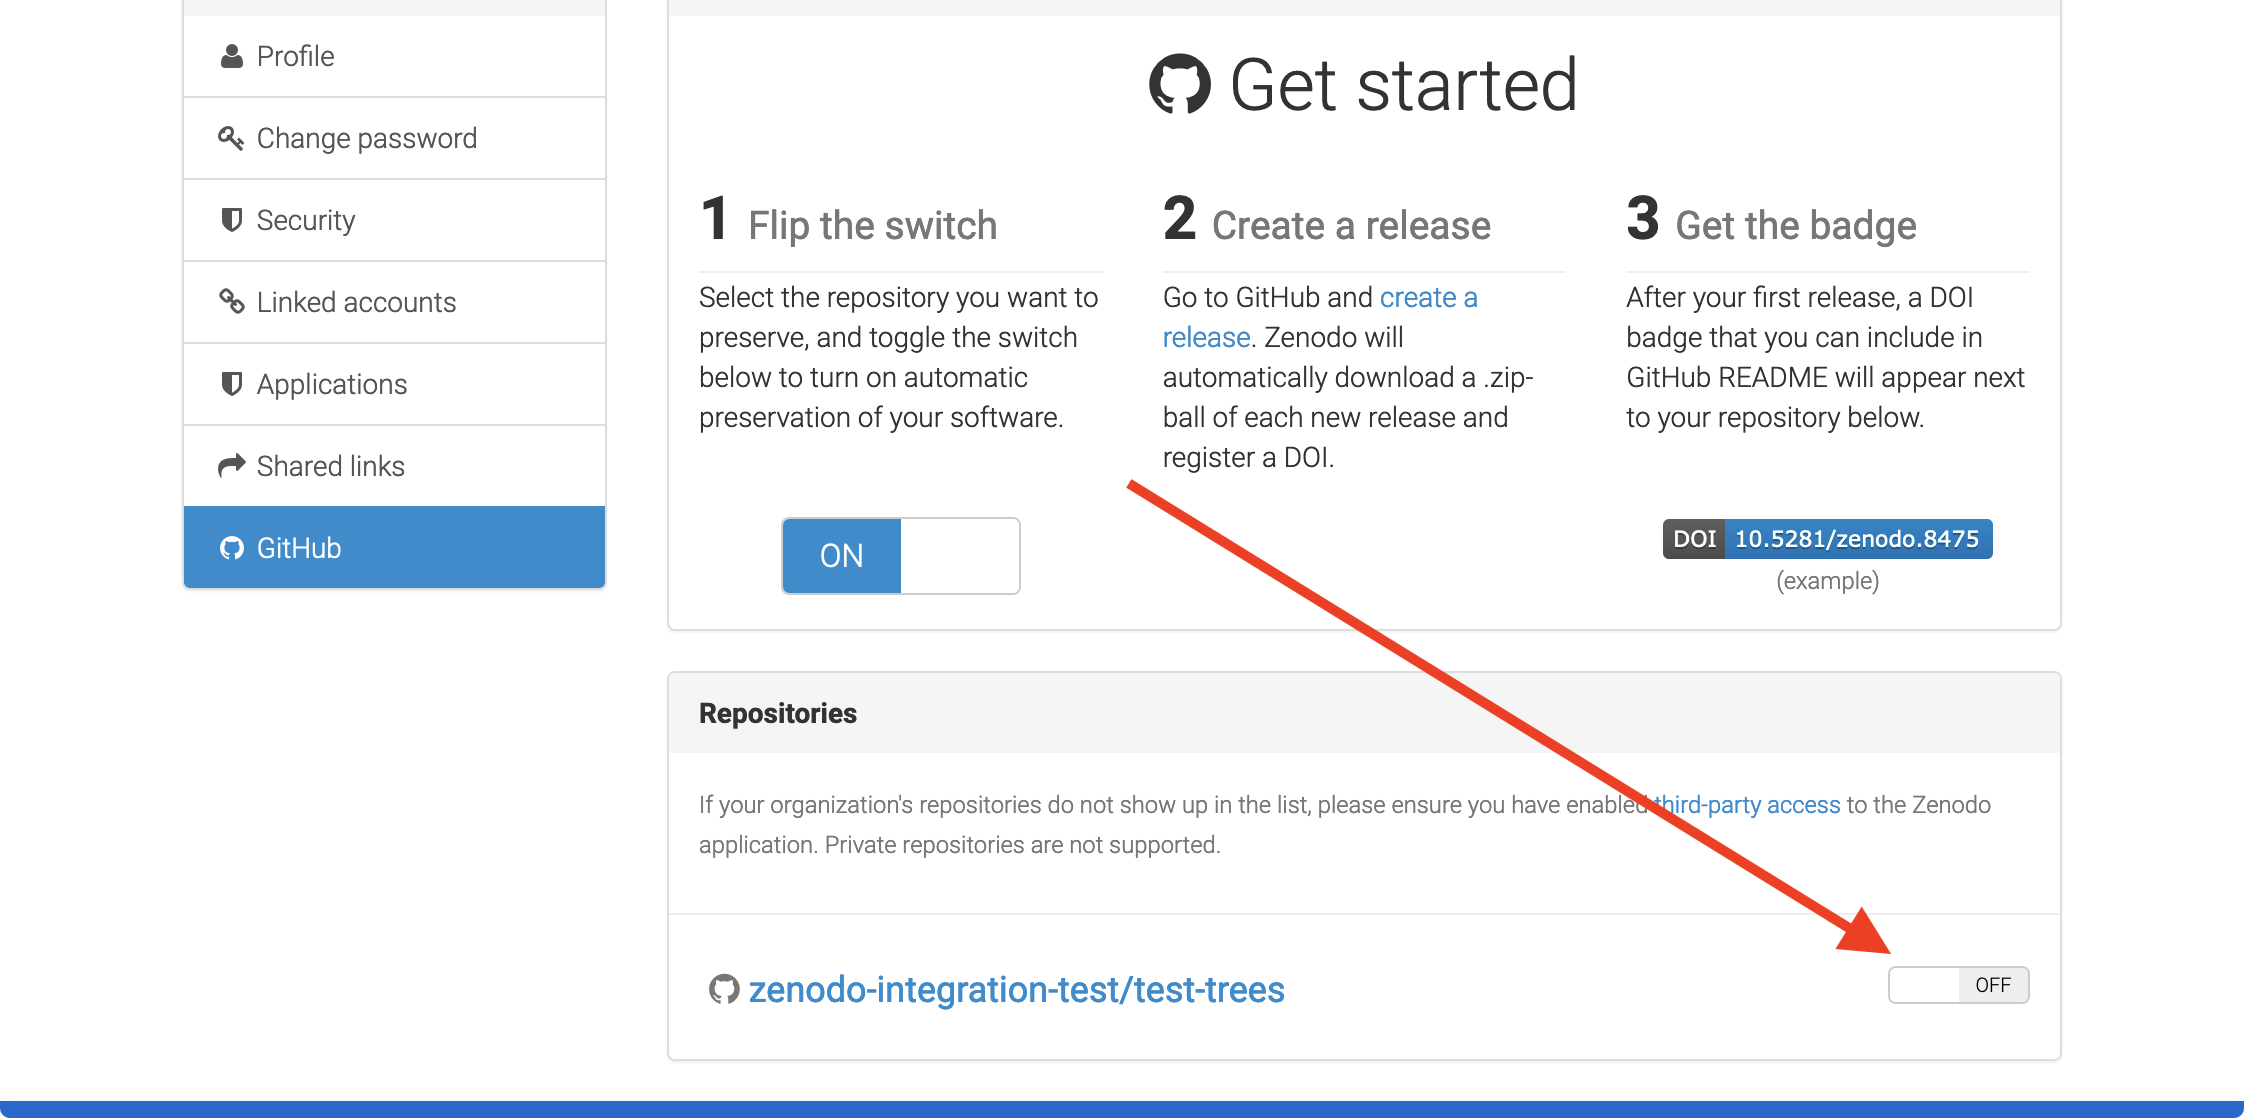 Profile
Change password
Security
Linked accounts
Applications
Shared links
GitHub
Get started
1 Flip the switch
Select the repository you want to
preserve, and toggle the switch
below to turn on automatic
preservation of your software.
ON
2 Create a release
Go to GitHub and create a
release. Zenodo will
automatically download a .zip-
ball of each new release and
register a DOI.
3 Get the badge
After your first release, a DOI
badge that you can include in
GitHub README will appear next
to your repository below.
DOI 10.5281/zenodo.8475
(example)
Repositories
If your organization's repositories do not show up in the list, please ensure you have enabled third-party access to the Zenodo
application. Private repositories are not supported.
zenodo-integration-test/test-trees
OFF